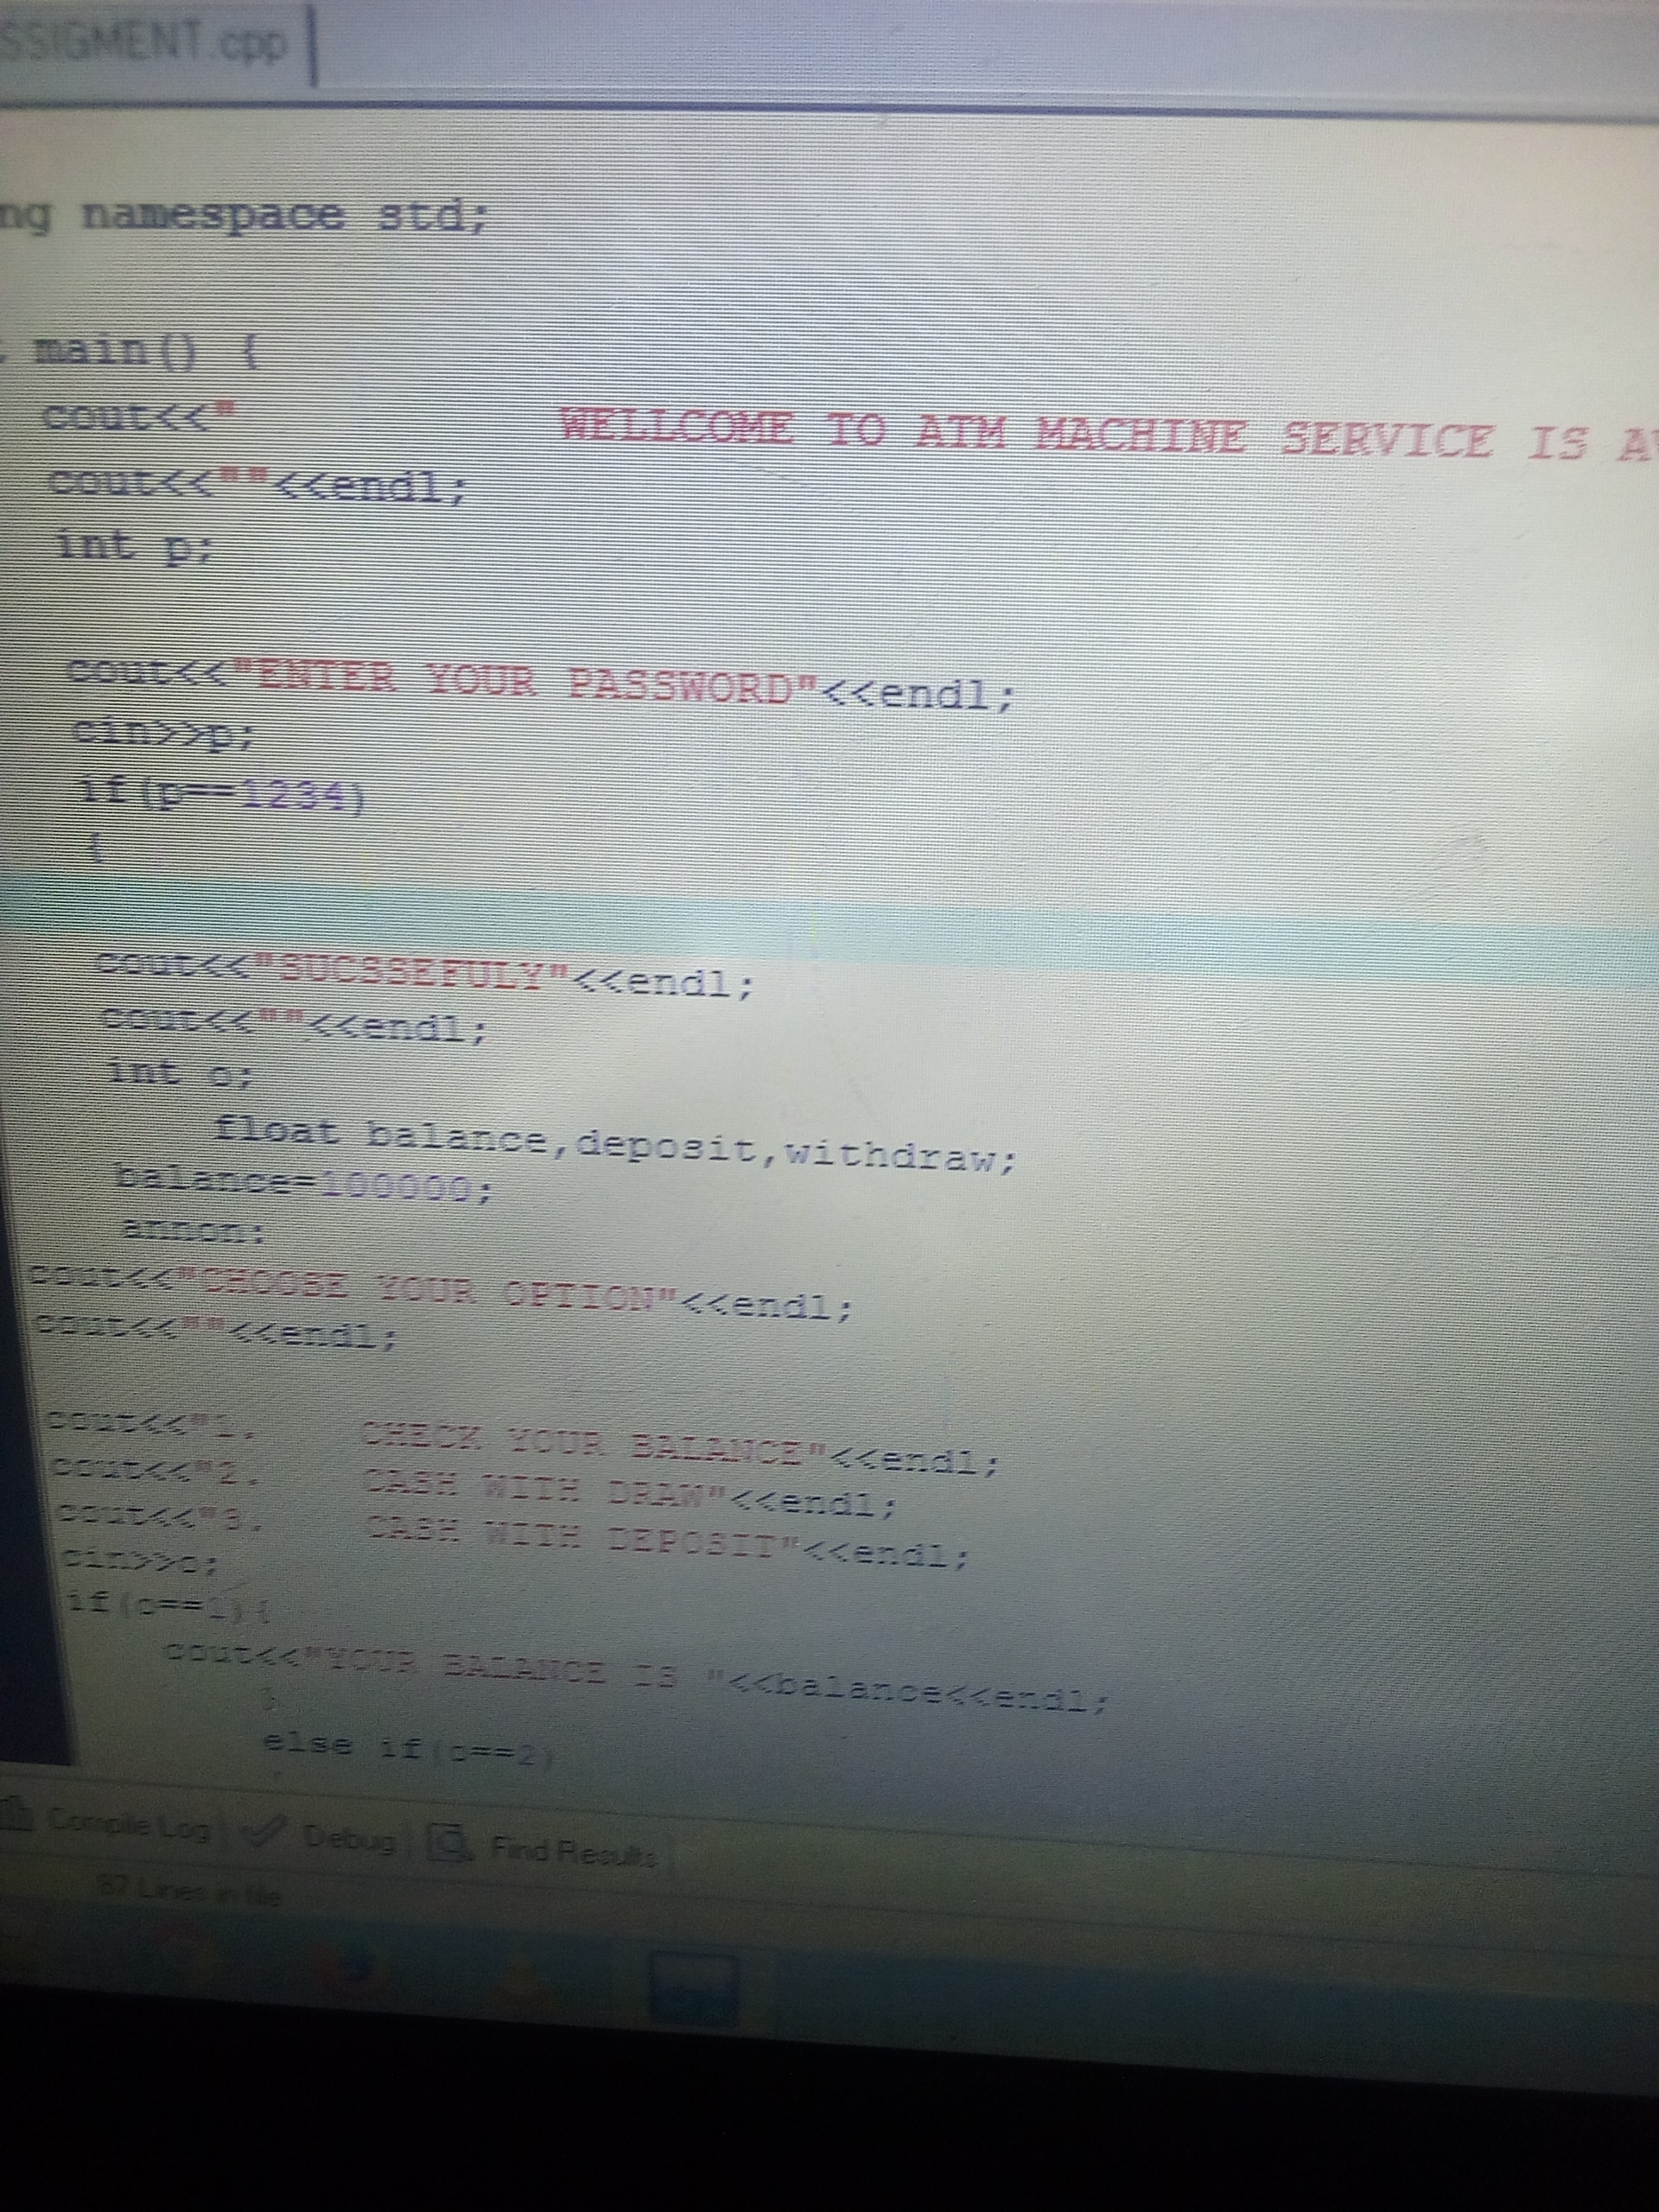 SSIGMENT.cpp
ng namespace std;
main() {
cout<<" WELLCOME TO ATM MACHINE SERVICE IS AV
cout<<""<<endl;
int p;
cout<<"ENTER YOUR PASSWORD"<<endl;
cin>>p;
if(p==1234)
{
cout<<"SUCSSEFULY"<<endl;
cout<<""<<endl;
int o;
float balance,deposit,withdraw;
balance=100000;
annon:
cout<<"CHOOSE YOUR OPTION"<<endl;
cout<<""<<endl;
cout<<"1. CHECK YOUR BALANCE"<<endl;
cout<<"2. CASH WITH DRAW"<<endl;
cout<<"3. CASH WITH DEPOSIT"<<endl;
cin>>o;
if(o==1){
cout<<"YOUR BALANCE IS "<<balance<<endl;
}
else if(o==2)
Compile Log Debug Find Results
87 Lines in file